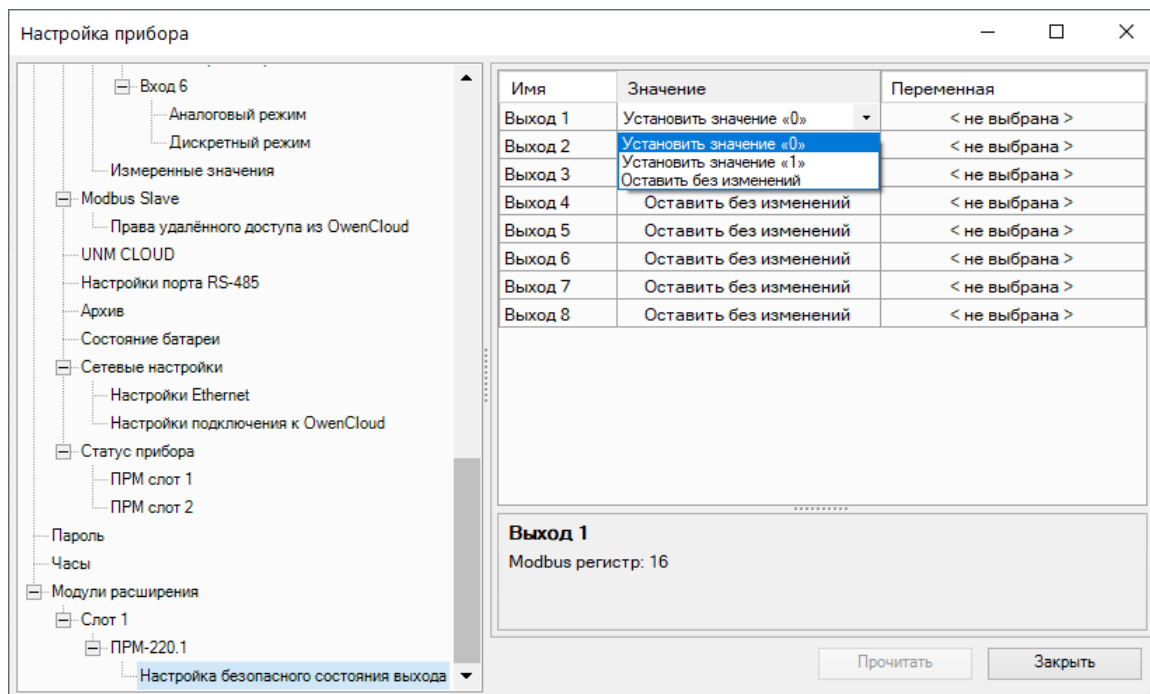 Настройка прибора
Вход 6
Аналоговый режим
Дискретный режим
Измеренные значения
Modbus Slave
Права удалённого доступа из OwenCloud
UNM CLOUD
Настройки порта RS-485
Архив
Состояние батареи
Сетевые настройки
Настройки Ethernet
Настройки подключения к OwenCloud
Статус прибора
ПРМ слот 1
ПРМ слот 2
Пароль
Часы
Модули расширения
Слот 1
ПРМ-220.1
Настройка безопасного состояния выхода
Имя Значение Переменная
Выход 1 Установить значение «0» < не выбрана >
Выход 2 Установить значение «0» < не выбрана >
Установить значение «1»
Выход 3 Оставить без изменений < не выбрана >
Выход 4 Оставить без изменений < не выбрана >
Выход 5 Оставить без изменений < не выбрана >
Выход 6 Оставить без изменений < не выбрана >
Выход 7 Оставить без изменений < не выбрана >
Выход 8 Оставить без изменений < не выбрана >
Выход 1
Modbus регистр: 16
Прочитать Закрыть